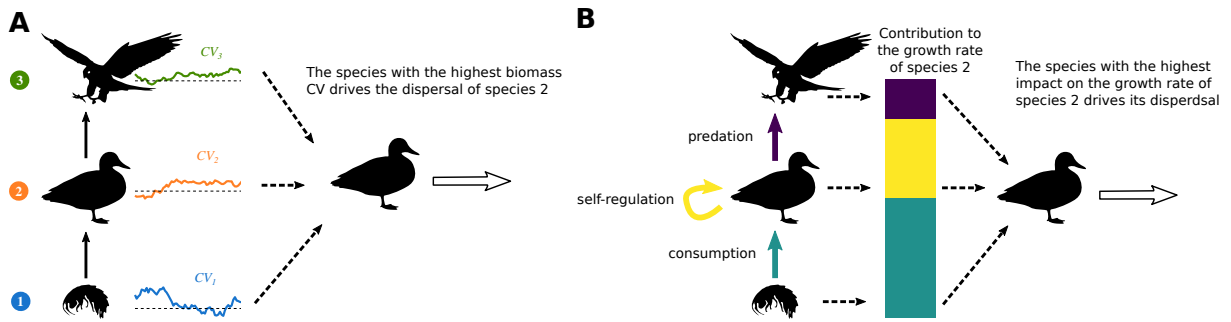 A
3
CV3
The species with the highest biomass
CV drives the dispersal of species 2
2
CV2
1
CV1
B
Contribution to
the growth rate
of species 2
The species with the highest
impact on the growth rate of
species 2 drives its disperdsal
predation
self-regulation
consumption